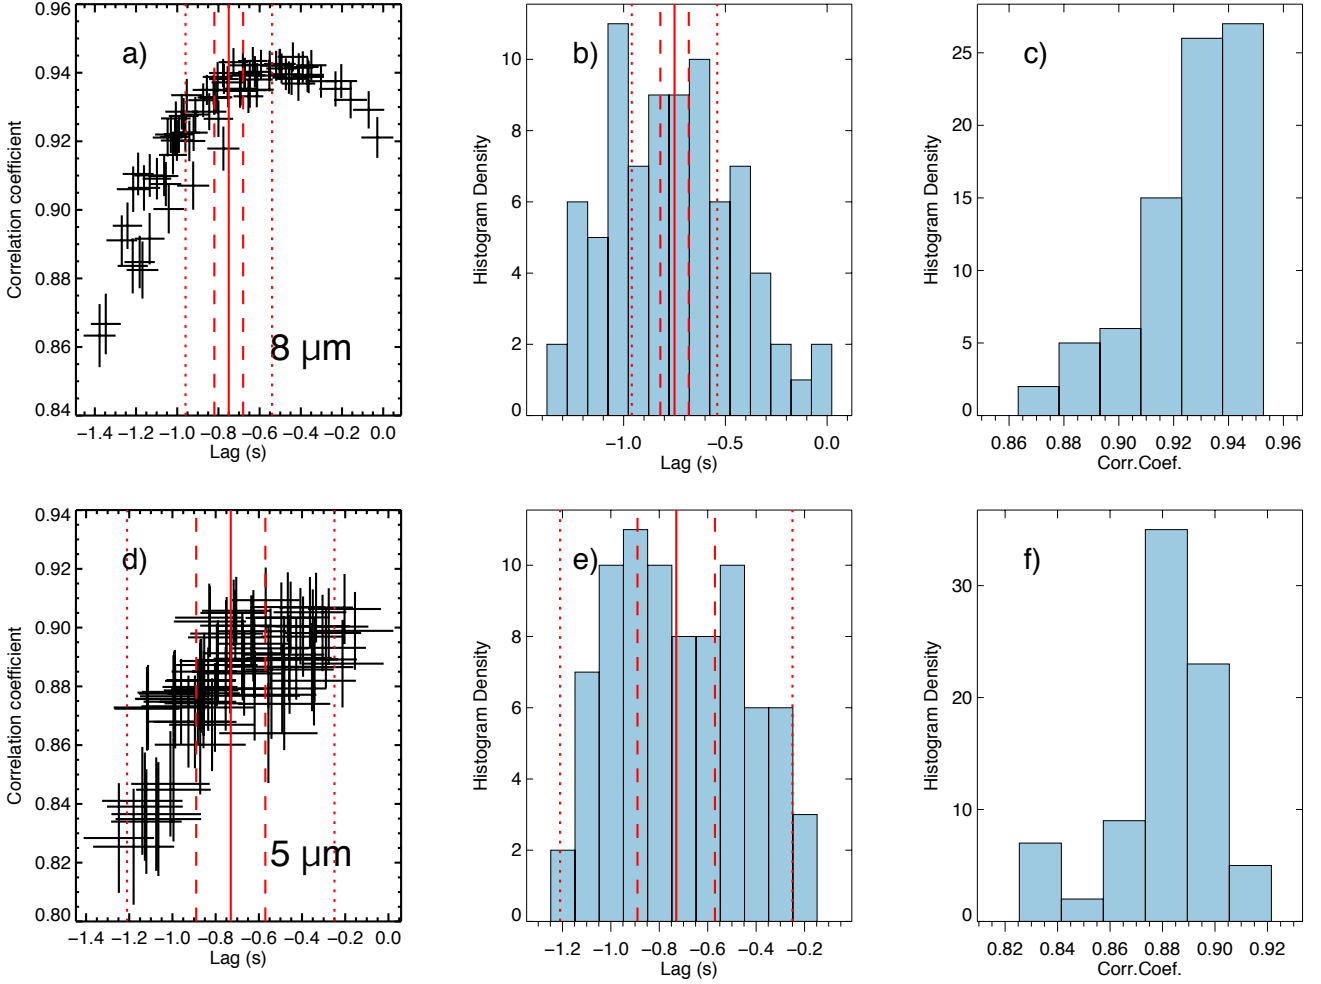 a)
Correlation coefficient
0.96
0.94
0.92
0.90
0.88
0.86
0.84
8 μm
−1.4 −1.2 −1.0 −0.8 −0.6 −0.4 −0.2 0.0
Lag (s)
b)
Histogram Density
10
8
6
4
2
0
−1.0 −0.5 0.0
Lag (s)
c)
Histogram Density
25
20
15
10
5
0
0.86 0.88 0.90 0.92 0.94 0.96
Corr.Coef.
d)
Correlation coefficient
0.94
0.92
0.90
0.88
0.86
0.84
0.82
0.80
5 μm
−1.4 −1.2 −1.0 −0.8 −0.6 −0.4 −0.2 0.0
Lag (s)
e)
Histogram Density
10
8
6
4
2
0
−1.2 −1.0 −0.8 −0.6 −0.4 −0.2
Lag (s)
f)
Histogram Density
30
20
10
0
0.82 0.84 0.86 0.88 0.90 0.92
Corr.Coef.